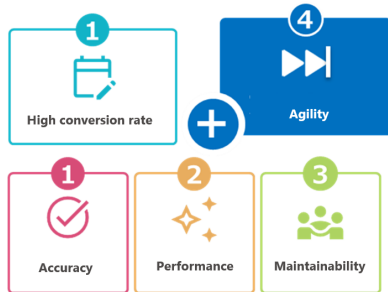 1
High conversion rate
4
Agility
1
Accuracy
2
Performance
3
Maintainability